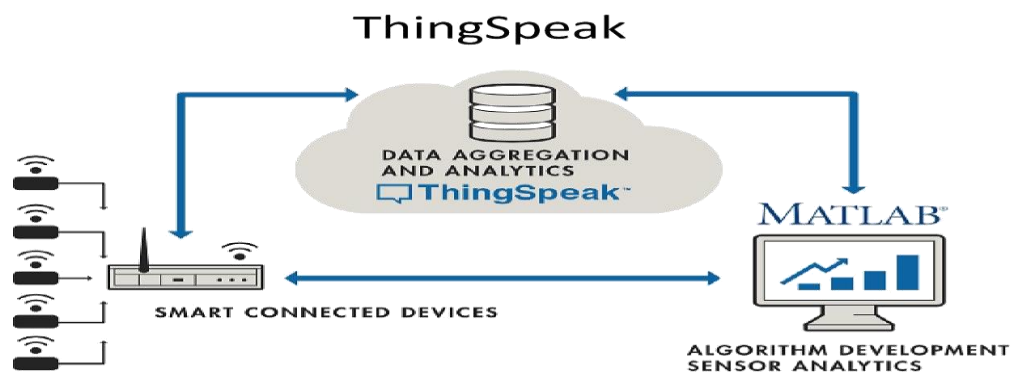 ThingSpeak
DATA AGGREGATION
AND ANALYTICS
ThingSpeak™
MATLAB®
SMART CONNECTED DEVICES
ALGORITHM DEVELOPMENT
SENSOR ANALYTICS